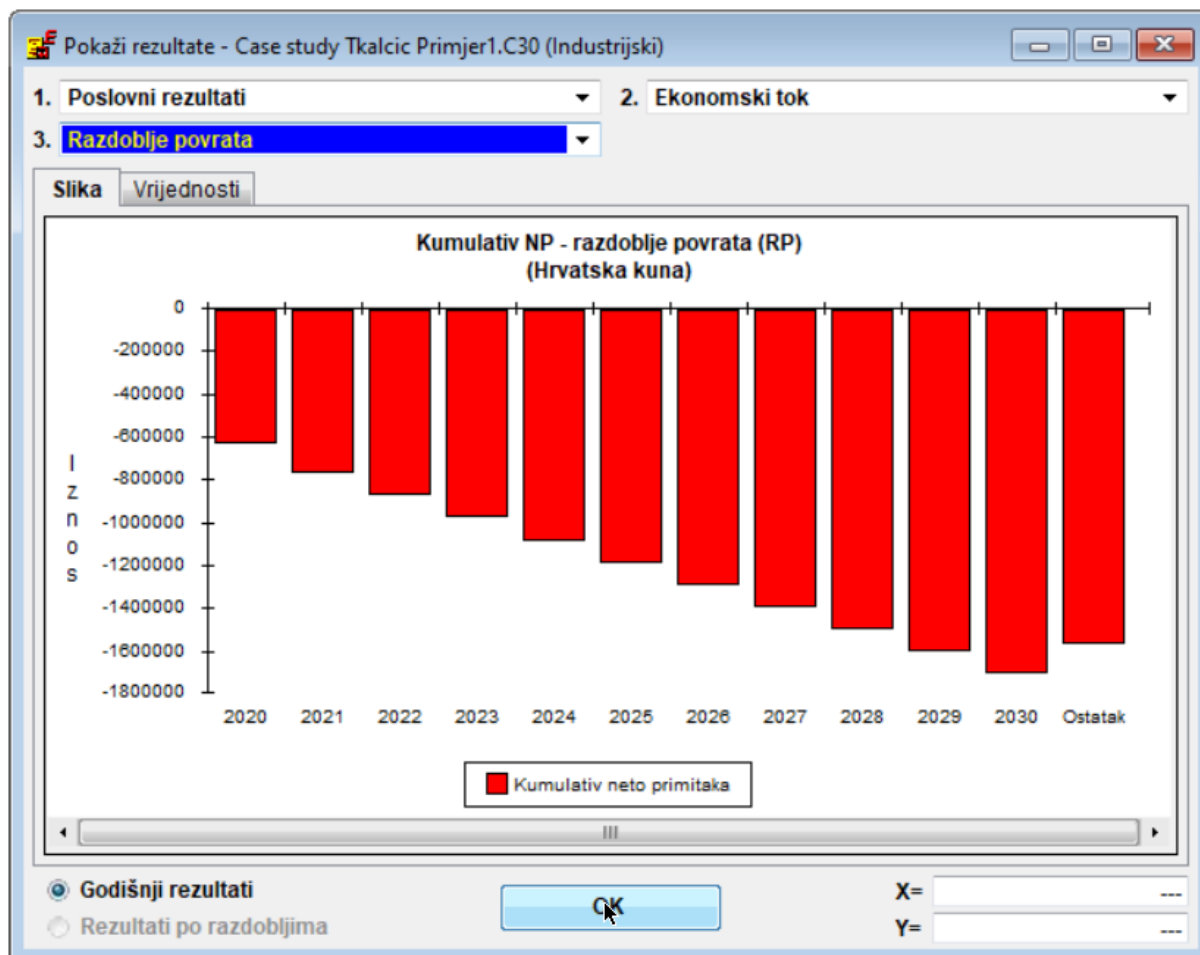 Pokaži rezultate - Case study Tkalcic Primjer1.C30 (Industrijski)
1. Poslovni rezultati
2. Ekonomski tok
3. Razdoblje povrata
Slika
Vrijednosti
Kumulativ NP - razdoblje povrata (RP)
(Hrvatska kuna)
0
-200000
-400000
-600000
-800000
-1000000
-1200000
-1400000
-1600000
-1800000
Iznos
2020 2021 2022 2023 2024 2025 2026 2027 2028 2029 2030 Ostatak
Kumulativ neto primitaka
Godišnji rezultati
Rezultati po razdobljima
OK
X= ---
Y= ---